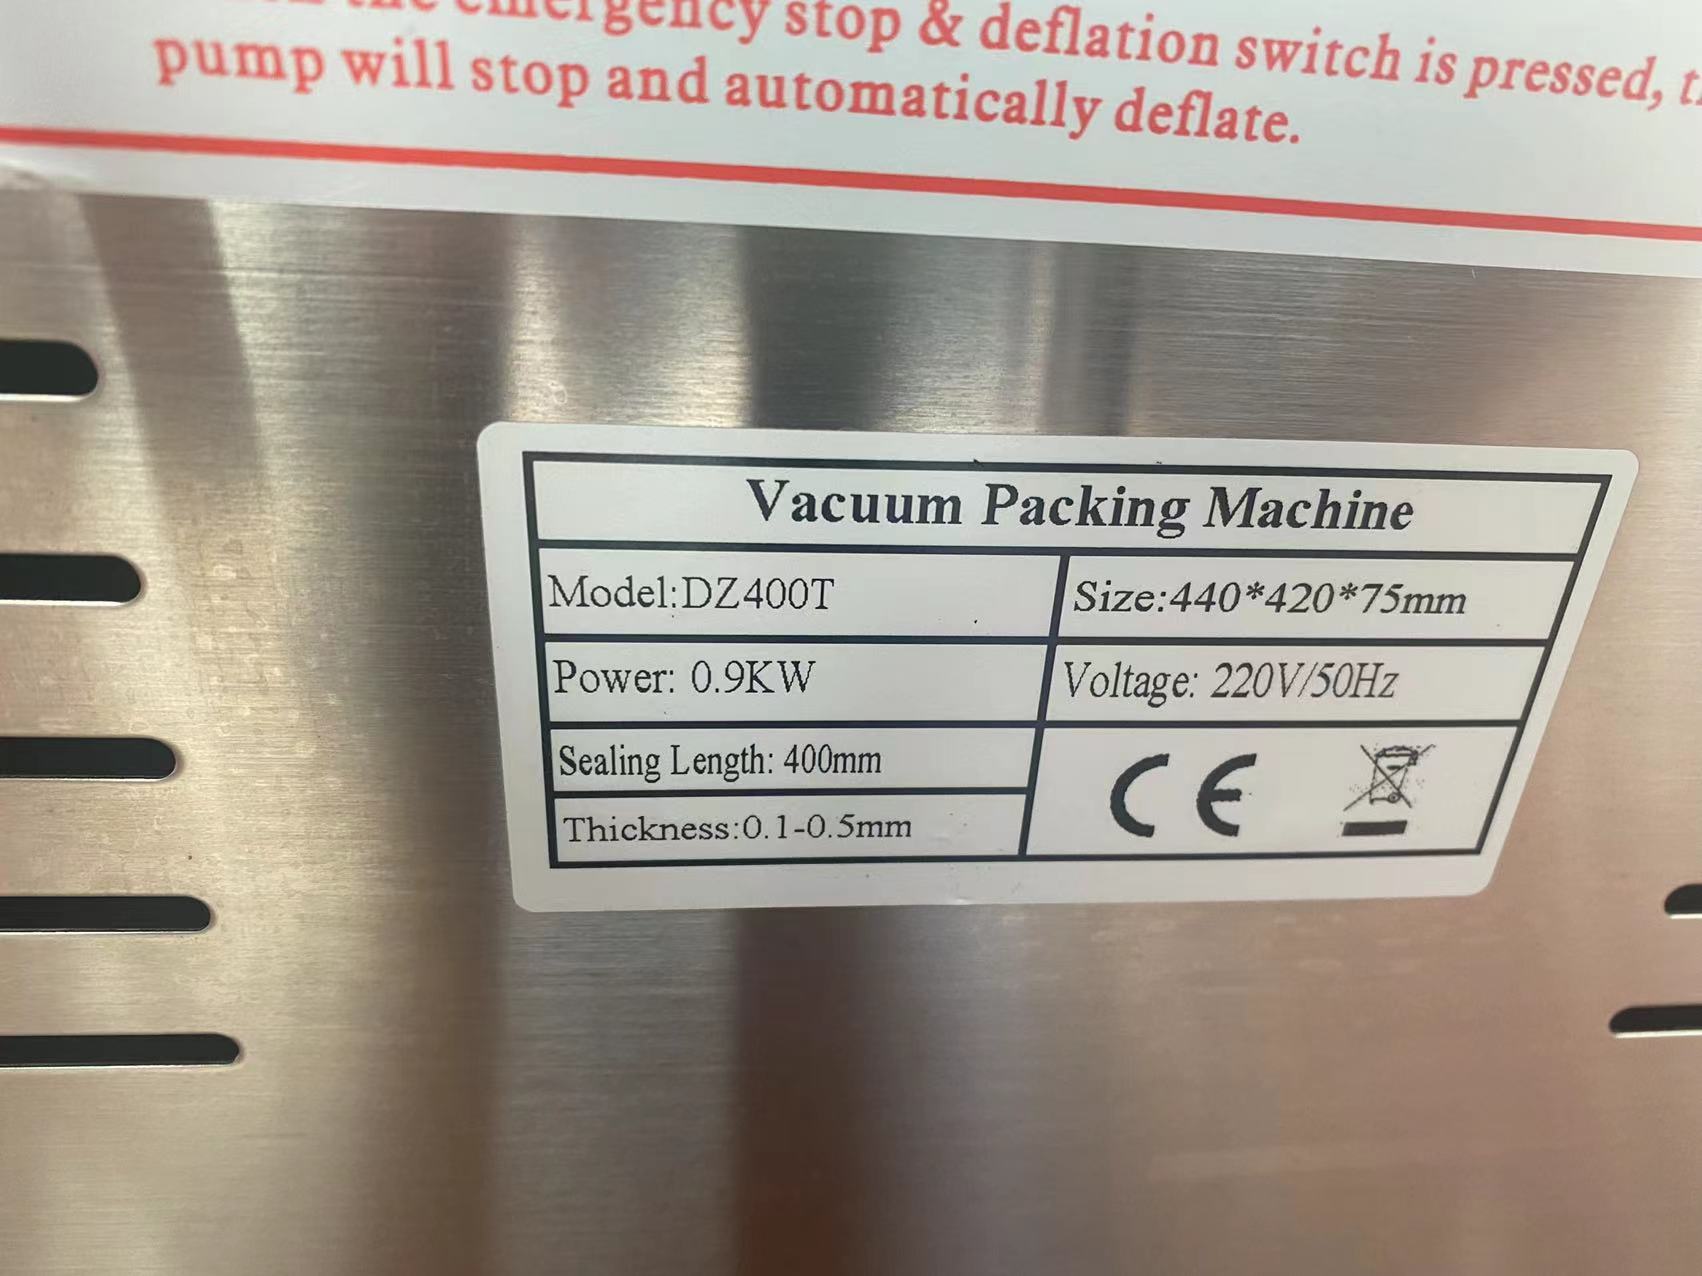 emergency stop & deflation switch is pressed,
pump will stop and automatically deflate.
Vacuum Packing Machine
Model:DZ400T
Size:440*420*75mm
Power: 0.9KW
Voltage: 220V/50Hz
Sealing Length: 400mm
Thickness:0.1-0.5mm
CE